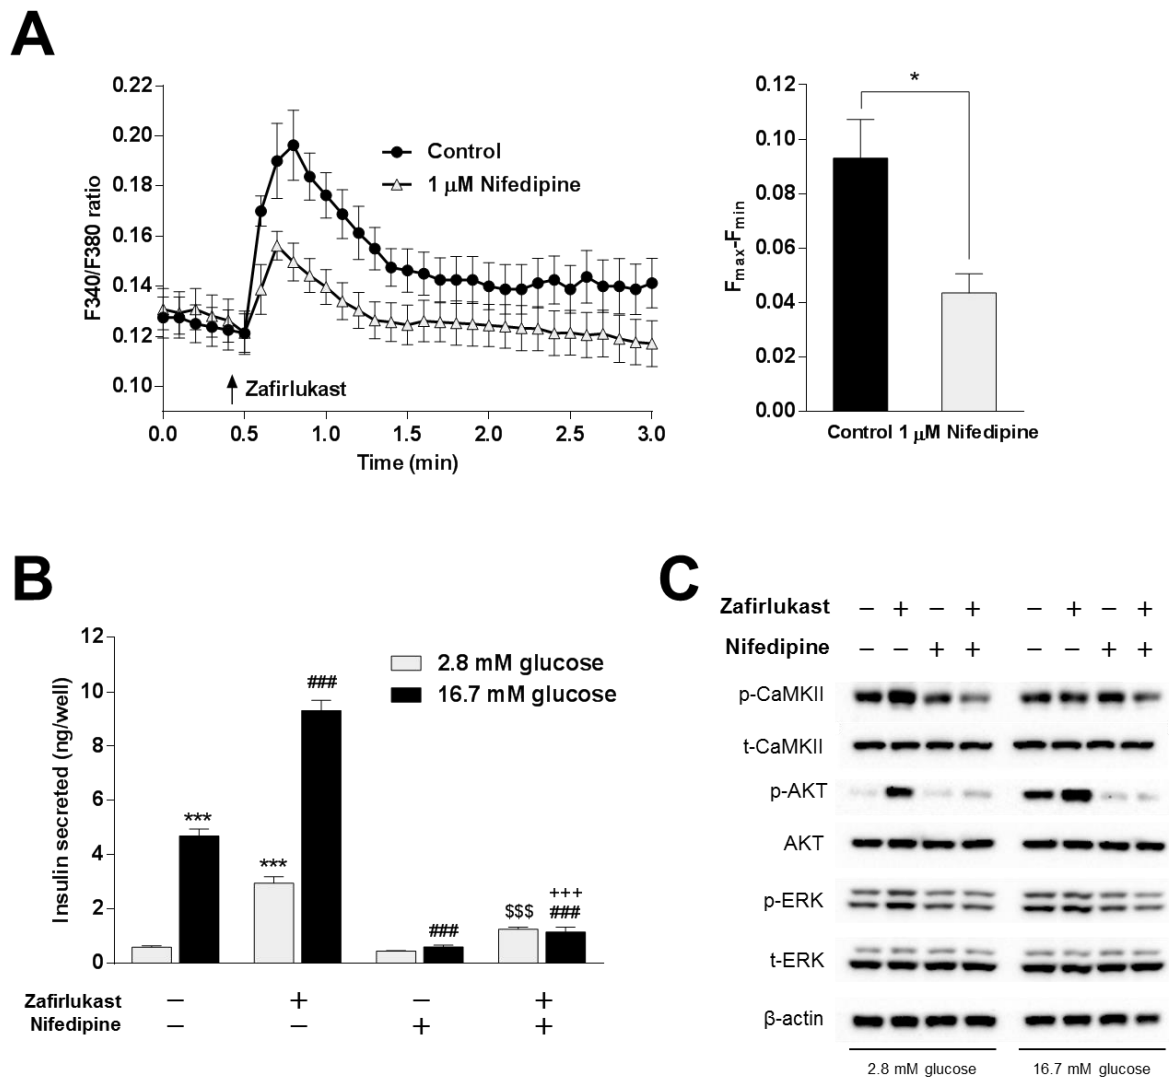 A
F340/F380 ratio
0.22
0.20
0.18
0.16
0.14
0.12
0.10
Control
1 μM Nifedipine
Zafirlukast
0.0 0.5 1.0 1.5 2.0 2.5 3.0
Time (min)
Fmax-Fmin
0.12
0.10
0.08
0.06
0.04
0.02
0.00
*
Control 1 μM Nifedipine
B
Insulin secreted (ng/well)
12
10
8
6
4
2
0
2.8 mM glucose
16.7 mM glucose
***
***
###
###
$$$
+++
###
Zafirlukast − + − +
Nifedipine − − + +
C
Zafirlukast − + − + − + − +
Nifedipine − − + + − − + +
p-CaMKII
t-CaMKII
p-AKT
AKT
p-ERK
t-ERK
β-actin
2.8 mM glucose 16.7 mM glucose